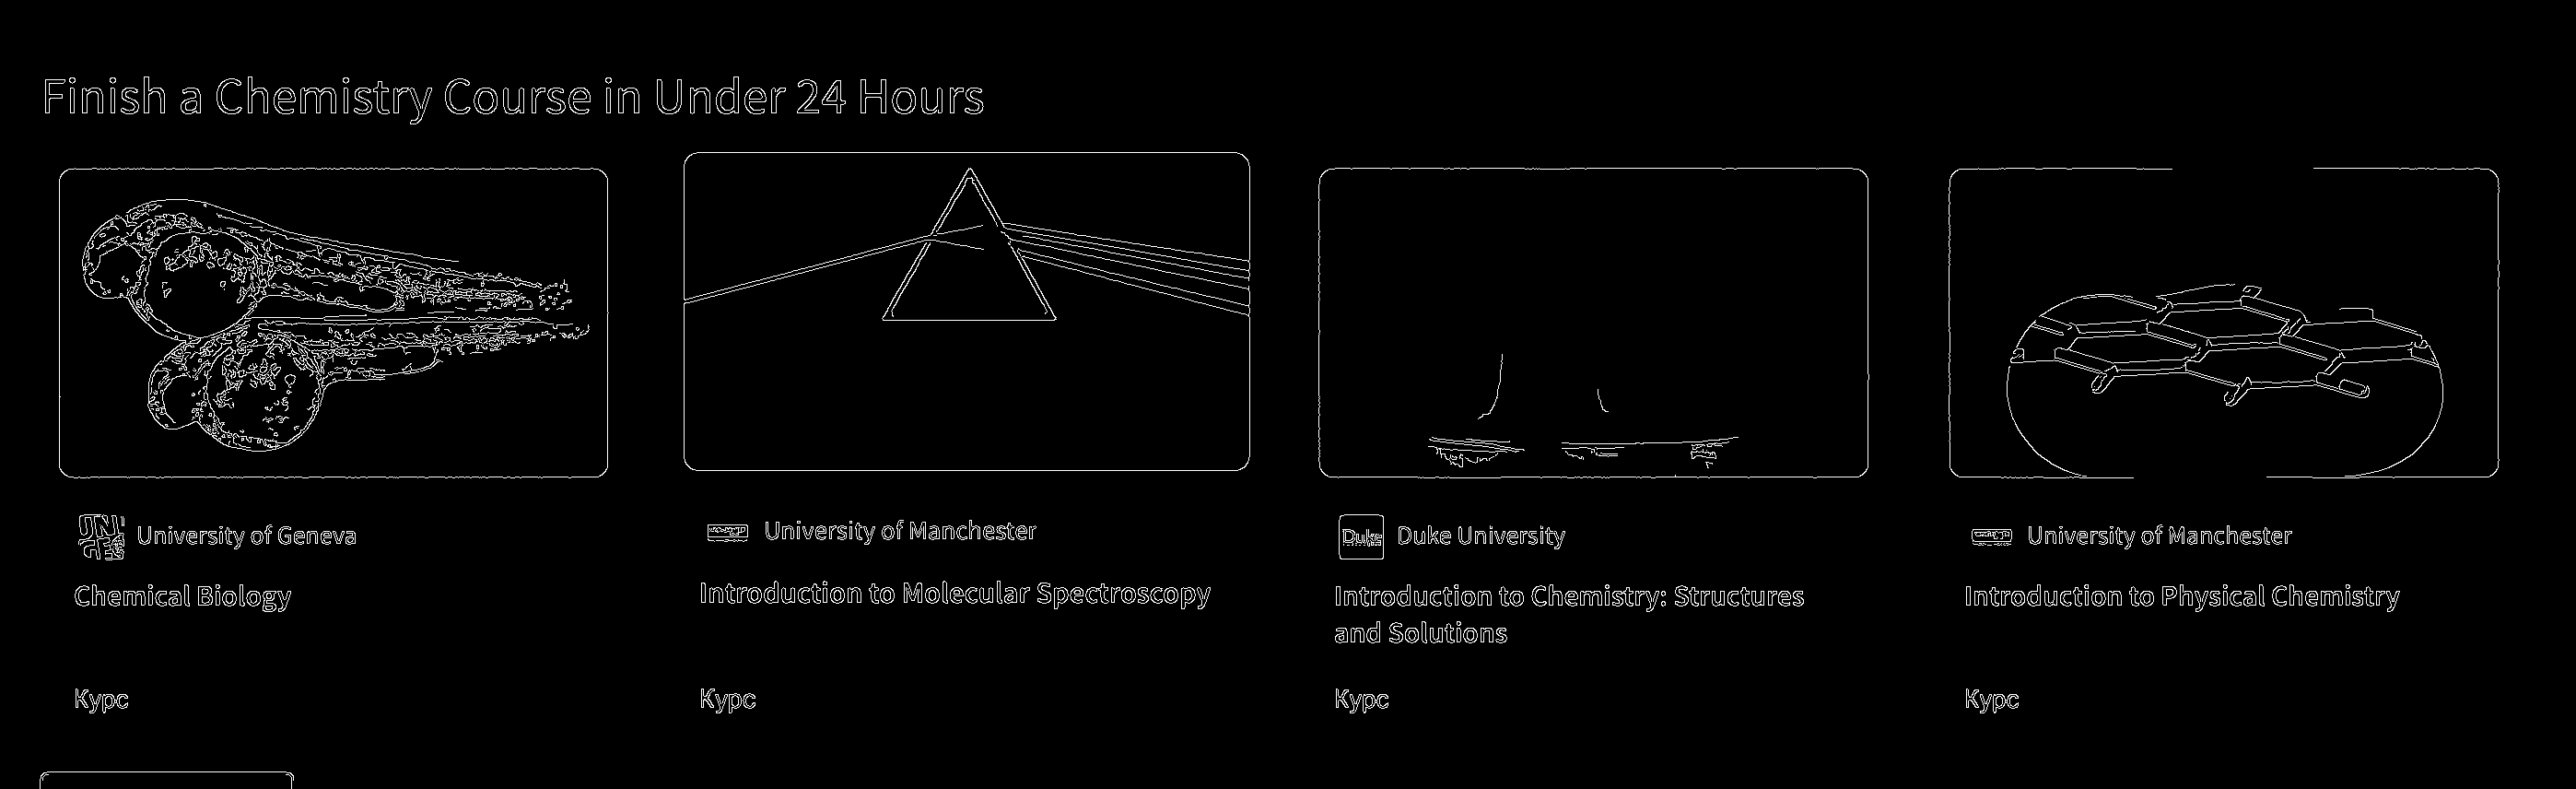 Finish a Chemistry Course in Under 24 Hours
University of Geneva
Chemical Biology
Курс
University of Manchester
Introduction to Molecular Spectroscopy
Курс
Duke
Duke University
Introduction to Chemistry: Structures
and Solutions
Курс
University of Manchester
Introduction to Physical Chemistry
Курс